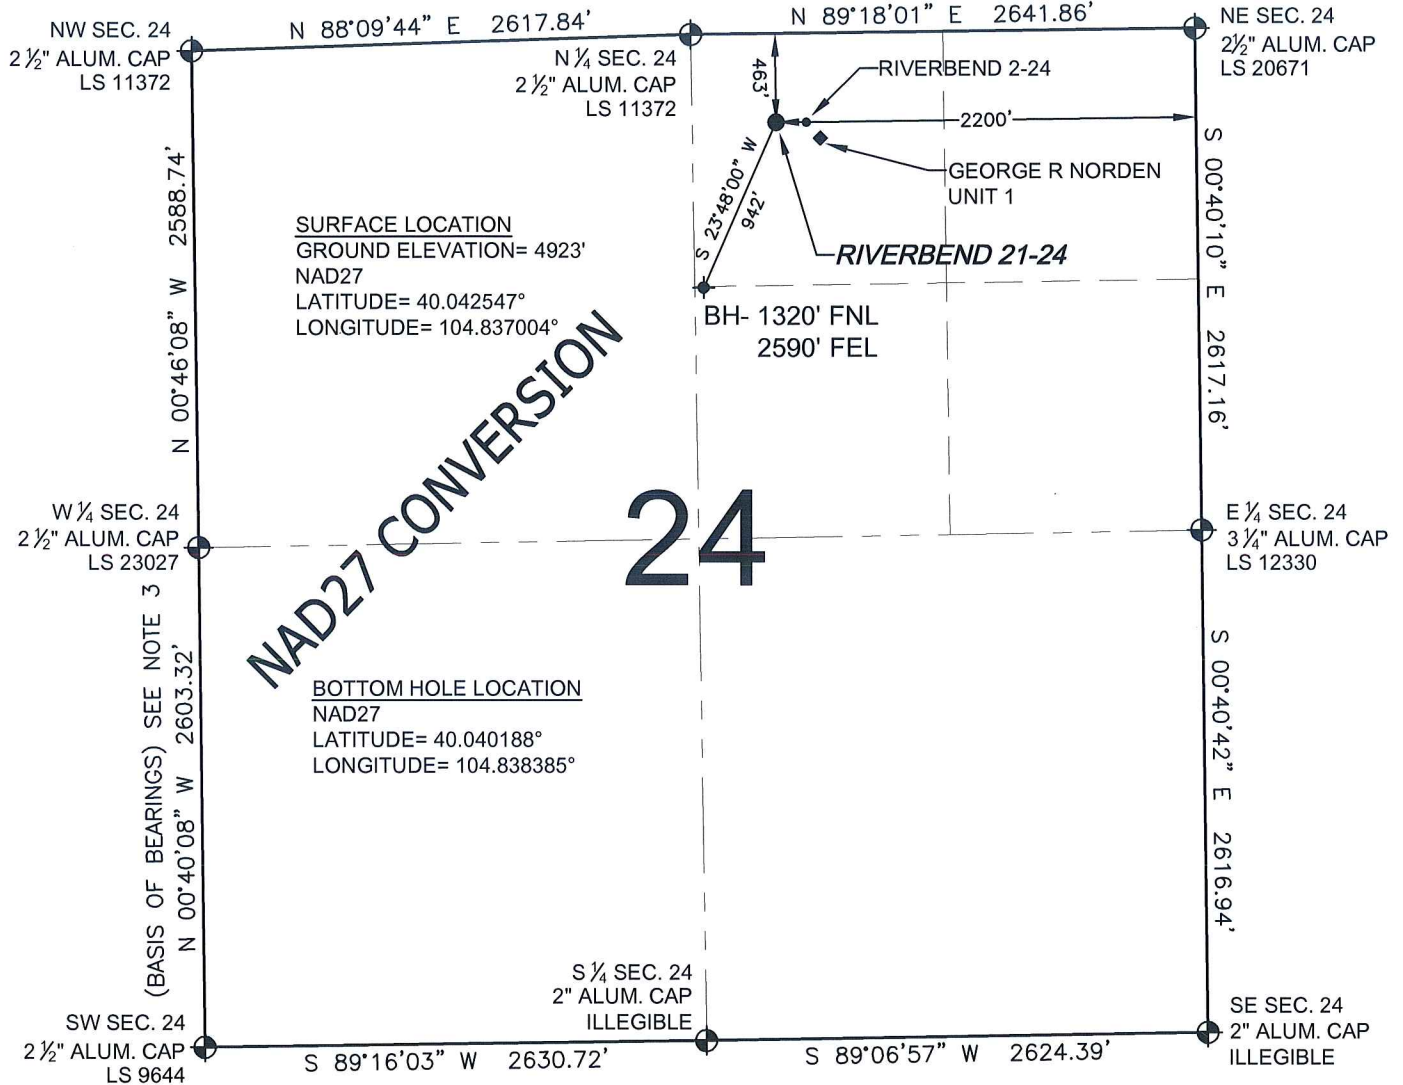 NW SEC. 24
2 ½" ALUM. CAP
LS 11372
N 88°09'44" E 2617.84'
N ¼ SEC. 24
2 ½" ALUM. CAP
LS 11372
N 89°18'01" E 2641.86'
NE SEC. 24
2½" ALUM. CAP
LS 20671
463'
RIVERBEND 2-24
2200'
GEORGE R NORDEN
UNIT 1
RIVERBEND 21-24
S 23°48'00" W
942'
BH- 1320' FNL
2590' FEL
SURFACE LOCATION
GROUND ELEVATION= 4923'
NAD27
LATITUDE= 40.042547°
LONGITUDE= 104.837004°
N 00°46'08" W 2588.74'
S 00°40'10" E 2617.16'
NAD27 CONVERSION
24
W ¼ SEC. 24
2 ½" ALUM. CAP
LS 23027
E ¼ SEC. 24
3 ¼" ALUM. CAP
LS 12330
(BASIS OF BEARINGS) SEE NOTE 3
N 00°40'08" W 2603.32'
BOTTOM HOLE LOCATION
NAD27
LATITUDE= 40.040188°
LONGITUDE= 104.838385°
S 00°40'42" E 2616.94'
SW SEC. 24
2 ½" ALUM. CAP
LS 9644
S 89°16'03" W 2630.72'
S ¼ SEC. 24
2" ALUM. CAP
ILLEGIBLE
S 89°06'57" W 2624.39'
SE SEC. 24
2" ALUM. CAP
ILLEGIBLE